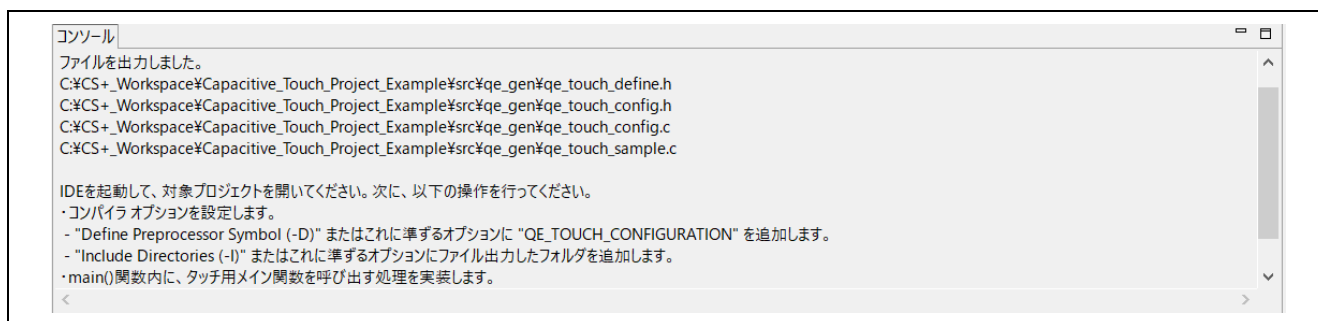 コンソール
ファイルを出力しました。
C:¥CS+_Workspace¥Capacitive_Touch_Project_Example¥src¥qe_gen¥qe_touch_define.h
C:¥CS+_Workspace¥Capacitive_Touch_Project_Example¥src¥qe_gen¥qe_touch_config.h
C:¥CS+_Workspace¥Capacitive_Touch_Project_Example¥src¥qe_gen¥qe_touch_config.c
C:¥CS+_Workspace¥Capacitive_Touch_Project_Example¥src¥qe_gen¥qe_touch_sample.c
IDEを起動して、対象プロジェクトを開いてください。次に、以下の操作を行ってください。
・コンパイラ オプションを設定します。
- "Define Preprocessor Symbol (-D)" またはこれに準ずるオプションに "QE_TOUCH_CONFIGURATION" を追加します。
- "Include Directories (-I)" またはこれに準ずるオプションにファイル出力したフォルダを追加します。
・main()関数内に、タッチ用メイン関数を呼び出す処理を実装します。